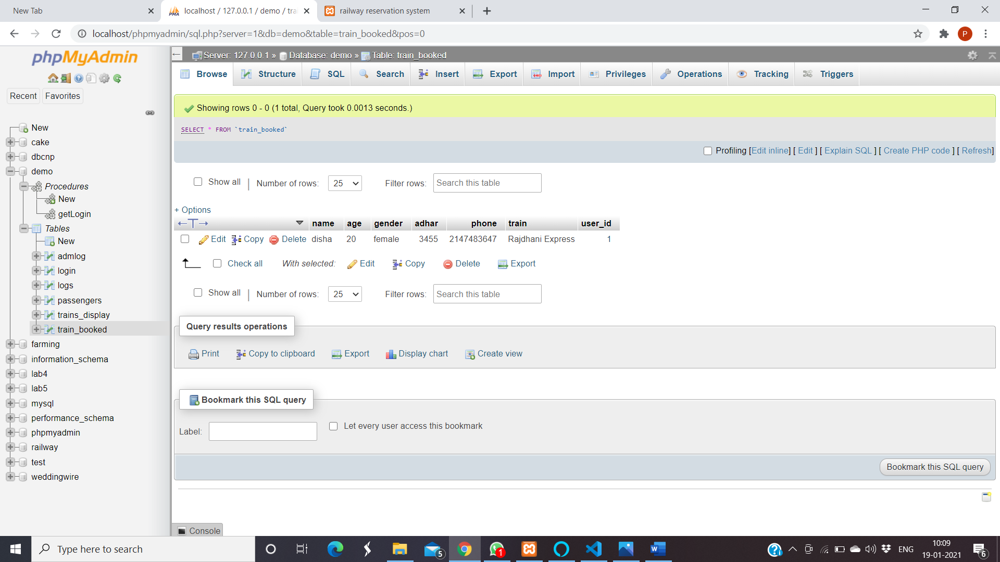 New Tab
localhost / 127.0.0.1 / demo / tra
railway reservation system
localhost/phpmyadmin/sql.php?server=1&db=demo&table=train_booked&pos=0
P
phpMyAdmin
Recent
Favorites
New
cake
dbcnp
demo
Procedures
New
getLogin
Tables
New
admlog
login
logs
passengers
trains_display
train_booked
farming
information_schema
lab4
lab5
mysql
performance_schema
phpmyadmin
railway
test
weddingwire
Server: 127.0.0.1 » Database: demo » Table: train_booked
Browse Structure SQL Search Insert Export Import Privileges Operations Tracking Triggers
Showing rows 0 - 0 (1 total, Query took 0.0013 seconds.)
SELECT * FROM `train_booked`
Profiling [Edit inline] [ Edit ] [ Explain SQL ] [ Create PHP code ] [ Refresh]
Show all | Number of rows: 25 Filter rows: Search this table
+ Options
←T→ name age gender adhar phone train user_id
Edit Copy Delete disha 20 female 3455 2147483647 Rajdhani Express 1
Check all With selected: Edit Copy Delete Export
Show all | Number of rows: 25 Filter rows: Search this table
Query results operations
Print Copy to clipboard Export Display chart Create view
Bookmark this SQL query
Label: Let every user access this bookmark
Bookmark this SQL query
Console
Type here to search
5
1
ENG
10:09
19-01-2021
6